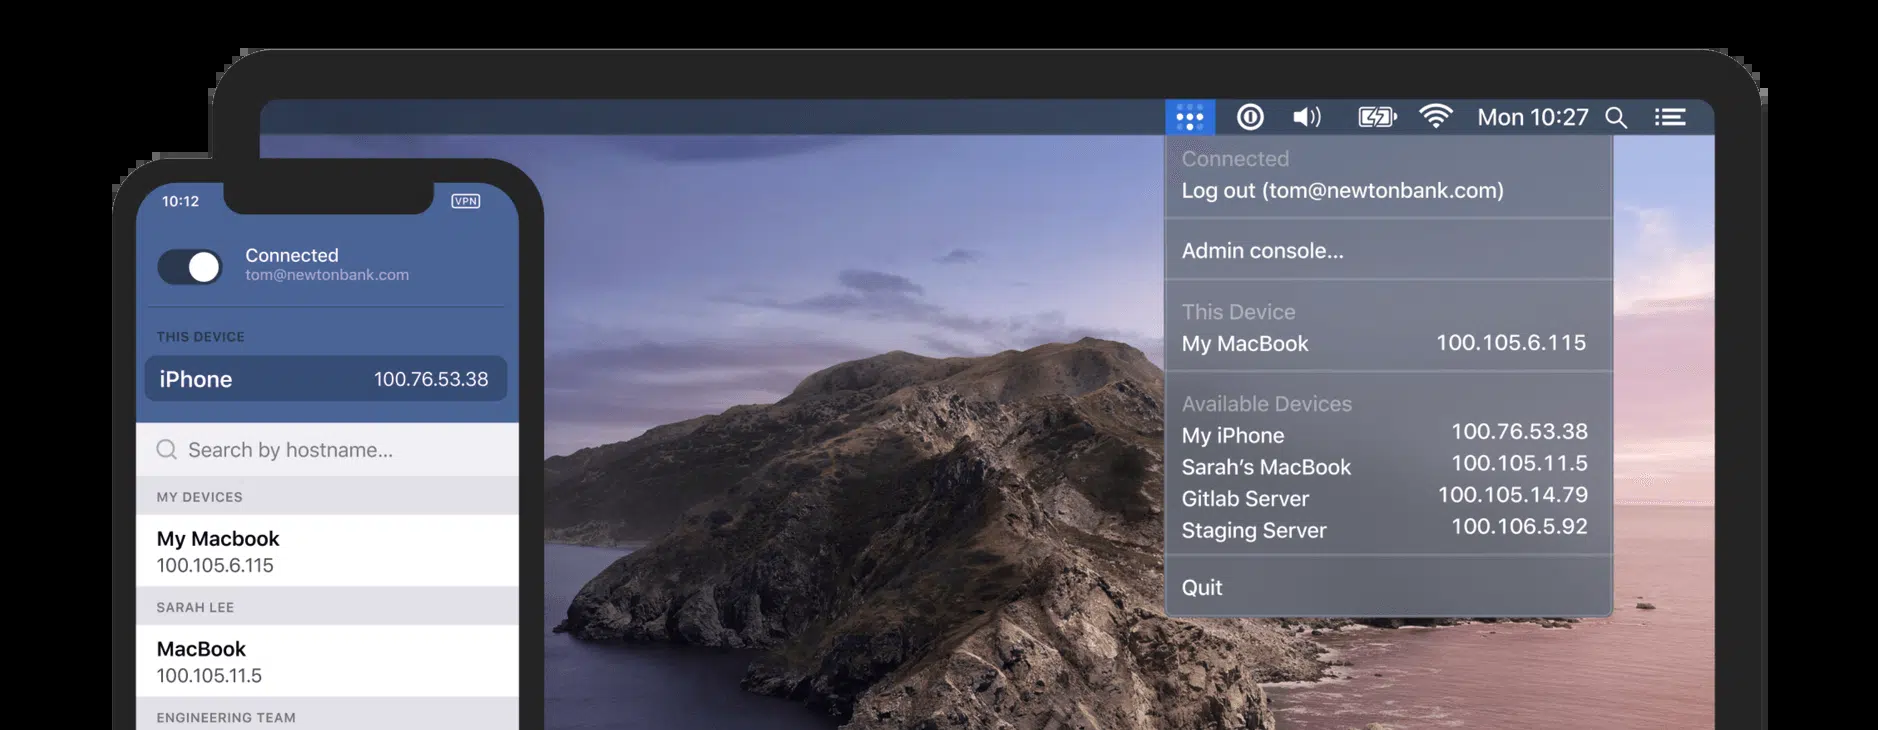 Mon 10:27
Connected
Log out (tom@newtonbank.com)
Admin console...
This Device
My MacBook 100.105.6.115
Available Devices
My iPhone 100.76.53.38
Sarah's MacBook 100.105.11.5
Gitlab Server 100.105.14.79
Staging Server 100.106.5.92
Quit
10:12 VPN
Connected
tom@newtonbank.com
THIS DEVICE
iPhone 100.76.53.38
Search by hostname...
MY DEVICES
My Macbook
100.105.6.115
SARAH LEE
MacBook
100.105.11.5
ENGINEERING TEAM